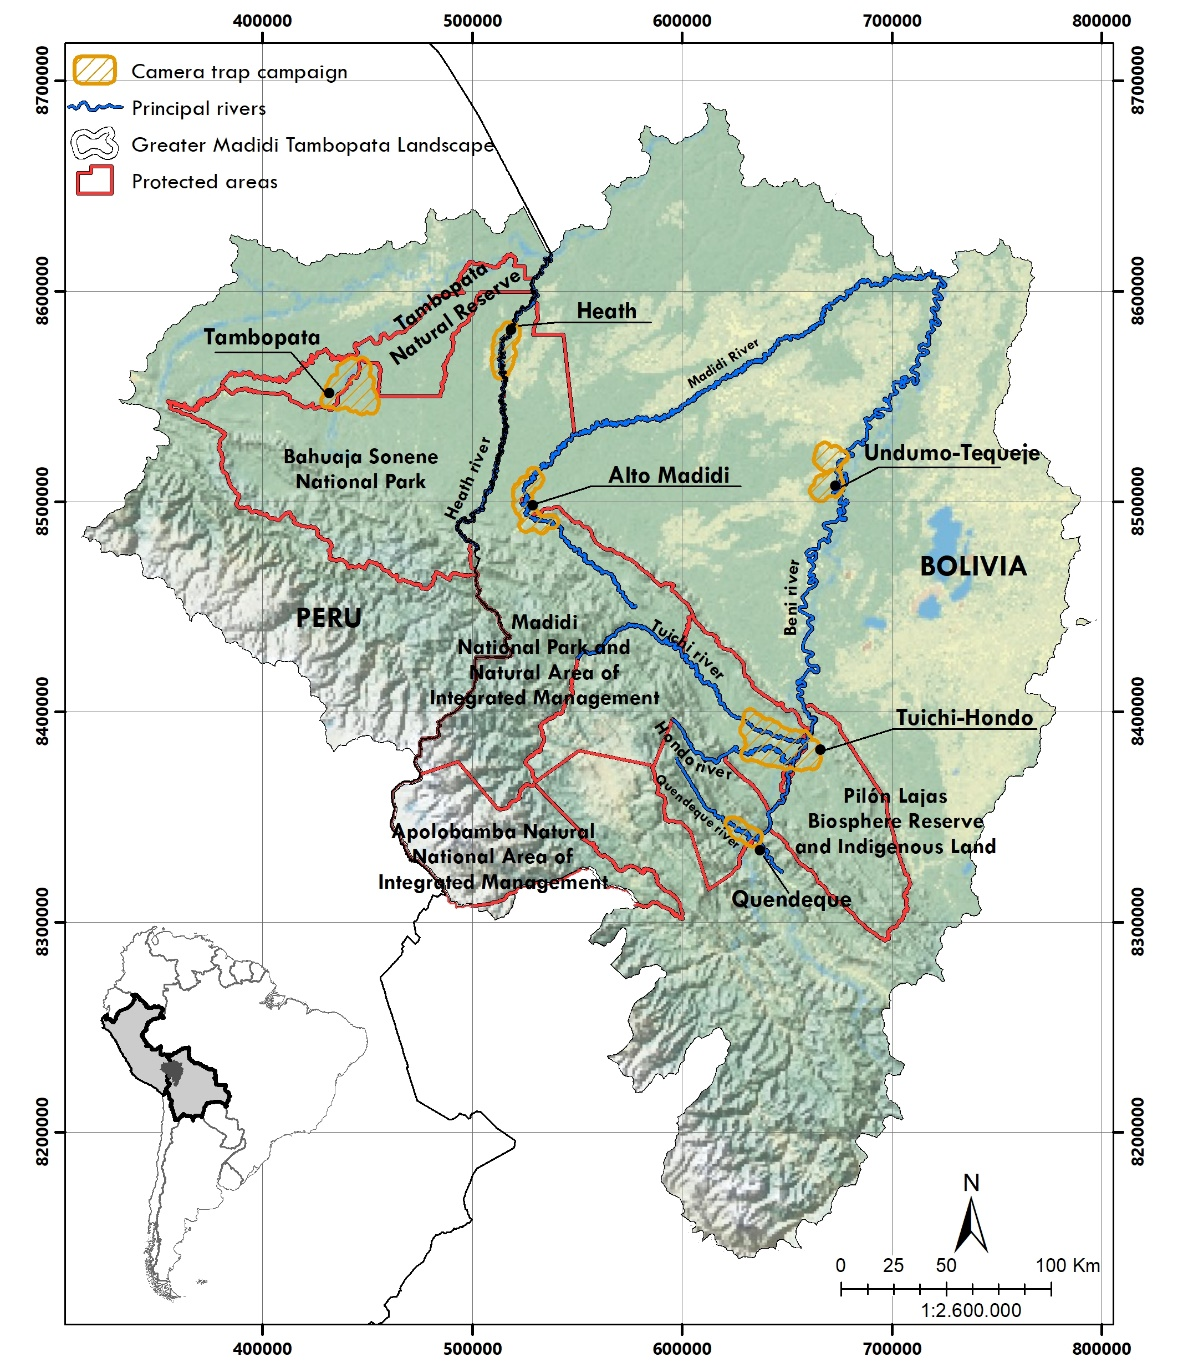 400000
500000
600000
700000
800000
8700000
8700000
Camera trap campaign
Principal rivers
Greater Madidi Tambopata Landscape
Protected areas
8600000
8600000
Tambopata
Natural Reserve
Heath
Tambopata
Madidi River
Bahuaja Sonene
National Park
Heath river
Alto Madidi
Undumo-Tequeje
8500000
8500000
BOLIVIA
Beni river
PERU
Madidi
National Park and
Natural Area of
Integrated Management
Tuichi river
8400000
8400000
Tuichi-Hondo
Hondo river
Quendeque river
Pilón Lajas
Biosphere Reserve
and Indigenous Land
Apolobamba Natural
National Area of
Integrated Management
Quendeque
8300000
8300000
8200000
8200000
N
0 25 50 100 Km
1:2.600.000
400000
500000
600000
700000
800000